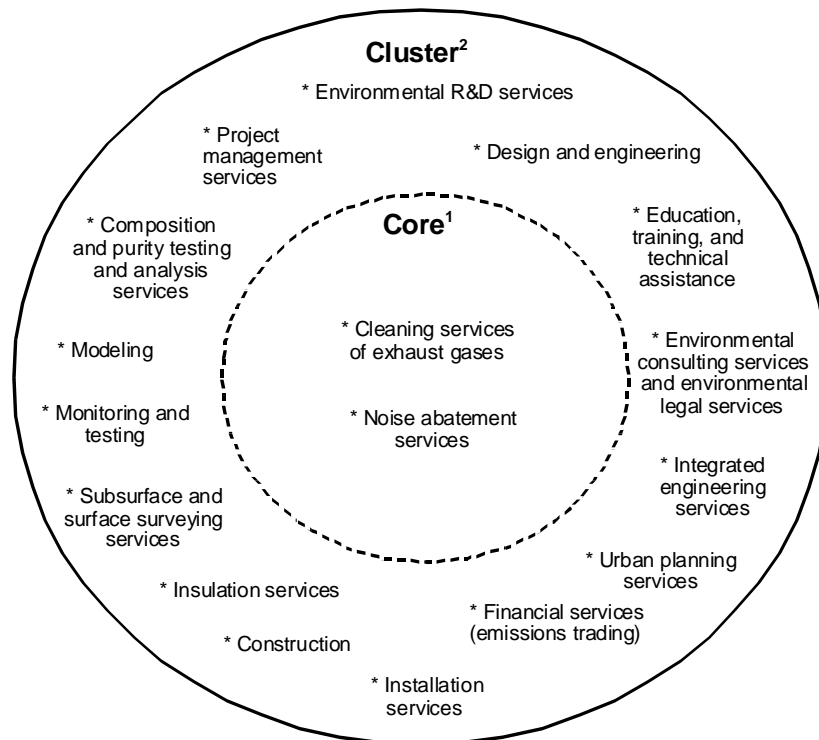 Cluster²
* Environmental R&D services
* Project
management
services
* Design and engineering
Core¹
* Composition
and purity testing
and analysis
services
* Education,
training, and
technical
assistance
* Cleaning services
of exhaust gases
* Modeling
* Environmental
consulting services
and environmental
legal services
* Monitoring and
testing
* Noise abatement
services
* Integrated
engineering
services
* Subsurface and
surface surveying
services
* Urban planning
services
* Insulation services
* Financial services
(emissions trading)
* Construction
* Installation
services